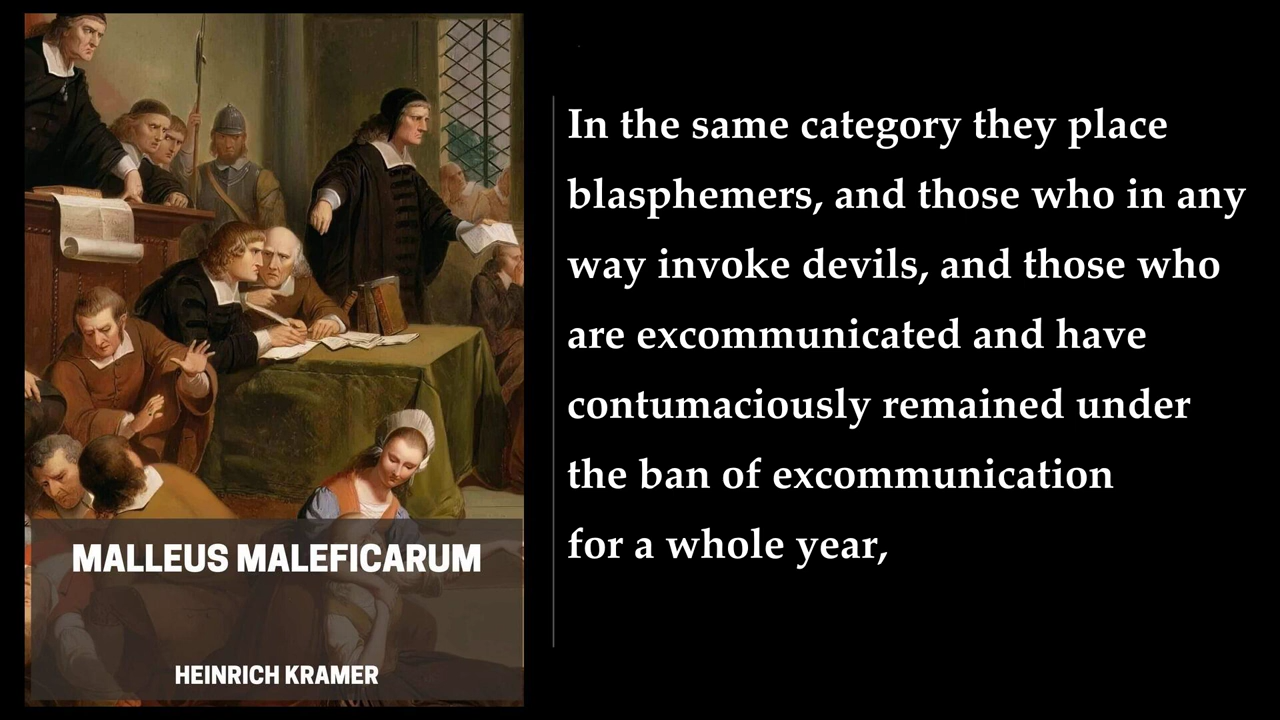 MALLEUS MALEFICARUM
HEINRICH KRAMER
In the same category they place
blasphemers, and those who in any
way invoke devils, and those who
are excommunicated and have
contumaciously remained under
the ban of excommunication
for a whole year,